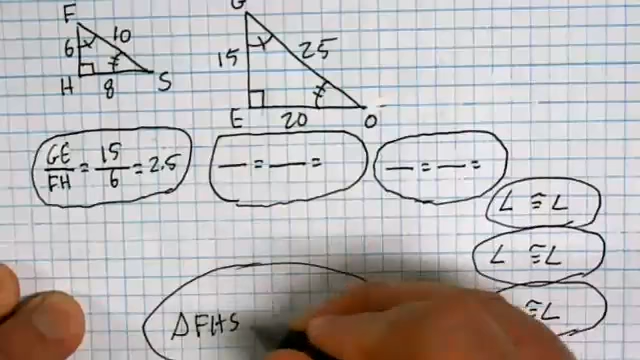 F
6 10
H 8 S
G
15 25
E 20 O
GE/FH = 15/6 = 2.5
— = — =
— = — =
∠ ≅ ∠
∠ ≅ ∠
≅ ∠
ΔFHS